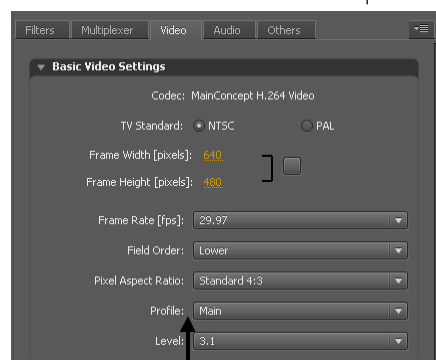 Filters Multiplexer Video Audio Others
Basic Video Settings
Codec: MainConcept H.264 Video
TV Standard: NTSC PAL
Frame Width [pixels]: 640
Frame Height [pixels]: 480
Frame Rate [fps]: 29.97
Field Order: Lower
Pixel Aspect Ratio: Standard 4:3
Profile: Main
Level: 3.1